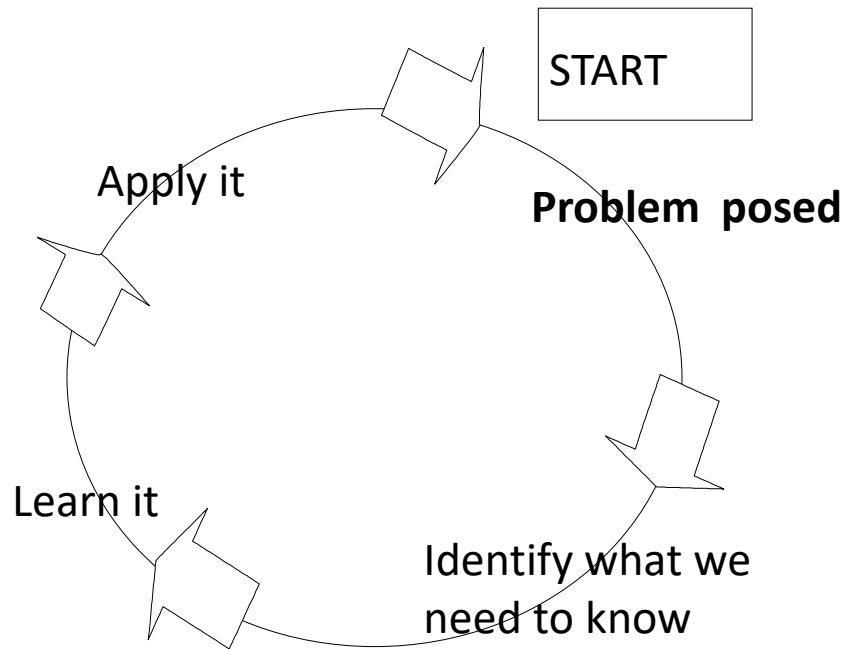 START
Problem posed
Identify what we
need to know
Learn it
Apply it